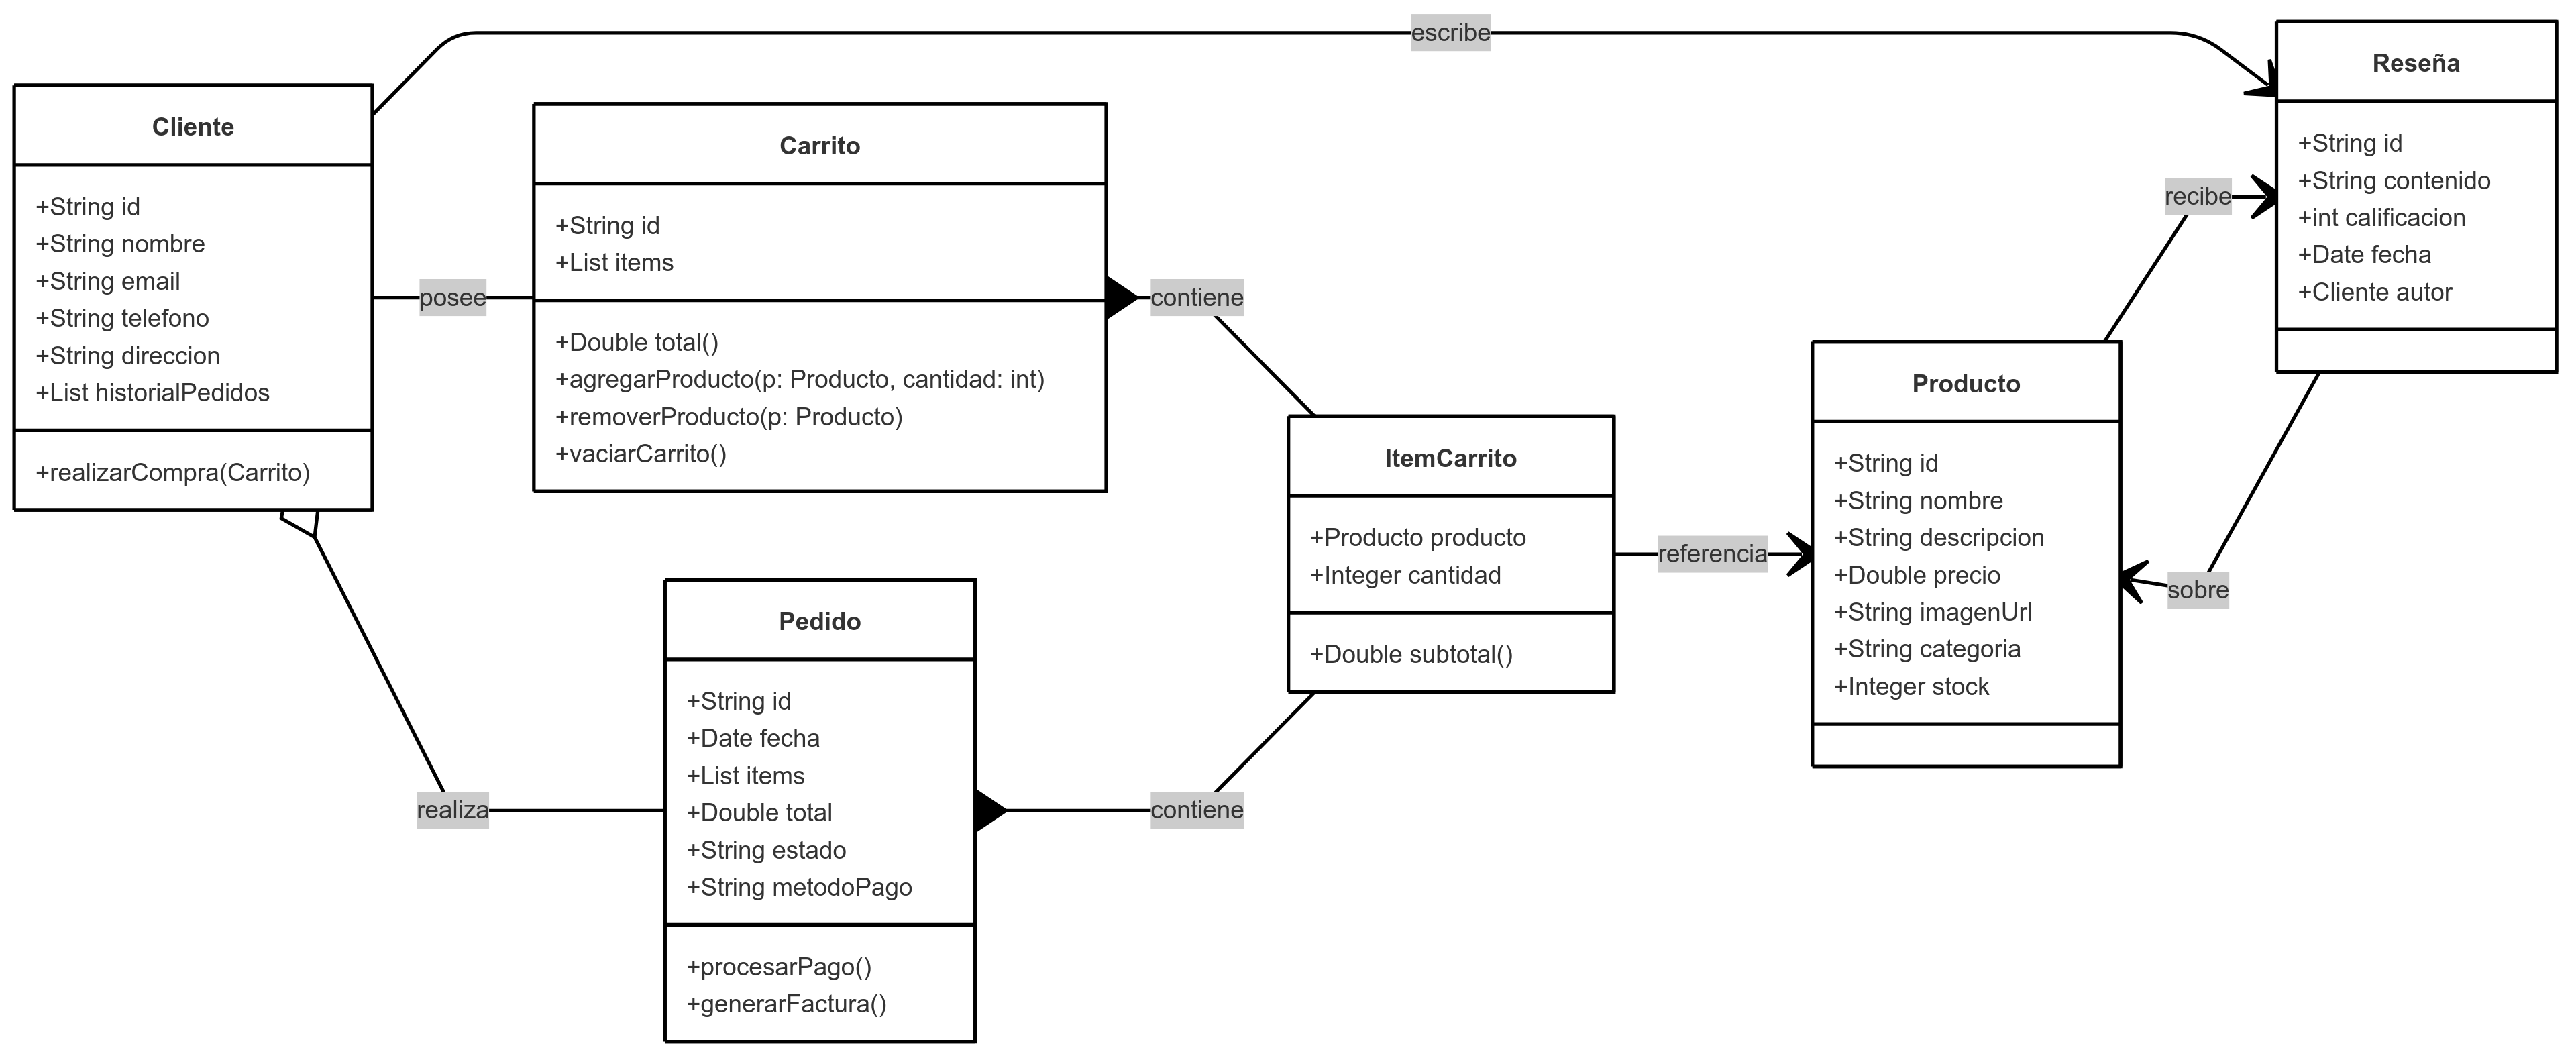 escribe
Cliente
+String id
+String nombre
+String email
+String telefono
+String direccion
+List historialPedidos
+realizarCompra(Carrito)
posee
Carrito
+String id
+List items
+Double total()
+agregarProducto(p: Producto, cantidad: int)
+removerProducto(p: Producto)
+vaciarCarrito()
contiene
realiza
Pedido
+String id
+Date fecha
+List items
+Double total
+String estado
+String metodoPago
+procesarPago()
+generarFactura()
contiene
ItemCarrito
+Producto producto
+Integer cantidad
+Double subtotal()
referencia
Producto
+String id
+String nombre
+String descripcion
+Double precio
+String imagenUrl
+String categoria
+Integer stock
recibe
sobre
Reseña
+String id
+String contenido
+int calificacion
+Date fecha
+Cliente autor